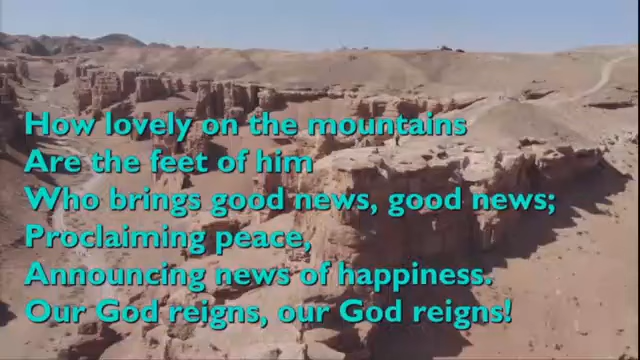 How lovely on the mountains
Are the feet of him
Who brings good news, good news;
Proclaiming peace,
Announcing news of happiness.
Our God reigns, our God reigns!